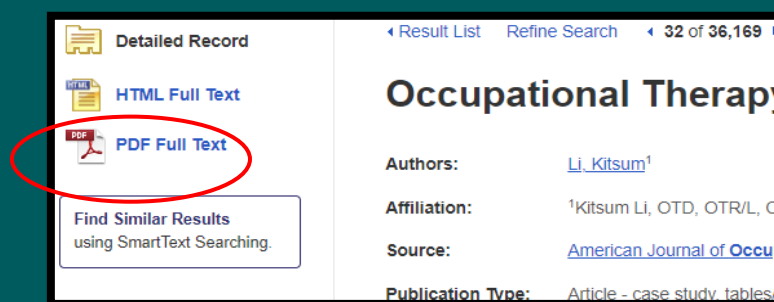 Detailed Record
HTML Full Text
PDF Full Text
Find Similar Results
using SmartText Searching.
Result List Refine Search 32 of 36,169
Occupational Therapy
Authors: Li, Kitsum1
Affiliation: 1Kitsum Li, OTD, OTR/L,
Source: American Journal of Occu
Publication Type: Article - case study, tables/